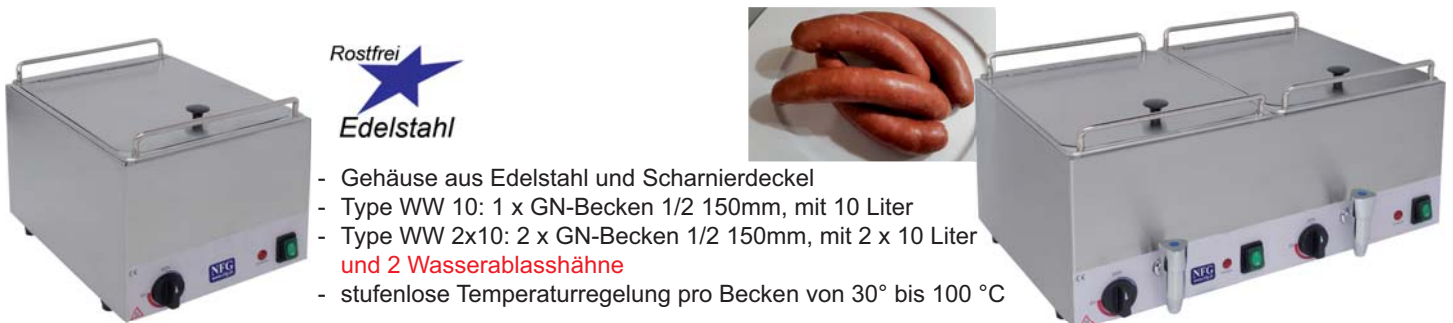 Rostfrei
Edelstahl
- Gehäuse aus Edelstahl und Scharnierdeckel
- Type WW 10: 1 x GN-Becken 1/2 150mm, mit 10 Liter
- Type WW 2x10: 2 x GN-Becken 1/2 150mm, mit 2 x 10 Liter
und 2 Wasserablasshähne
- stufenlose Temperaturregelung pro Becken von 30° bis 100 °C
NFG
NFG